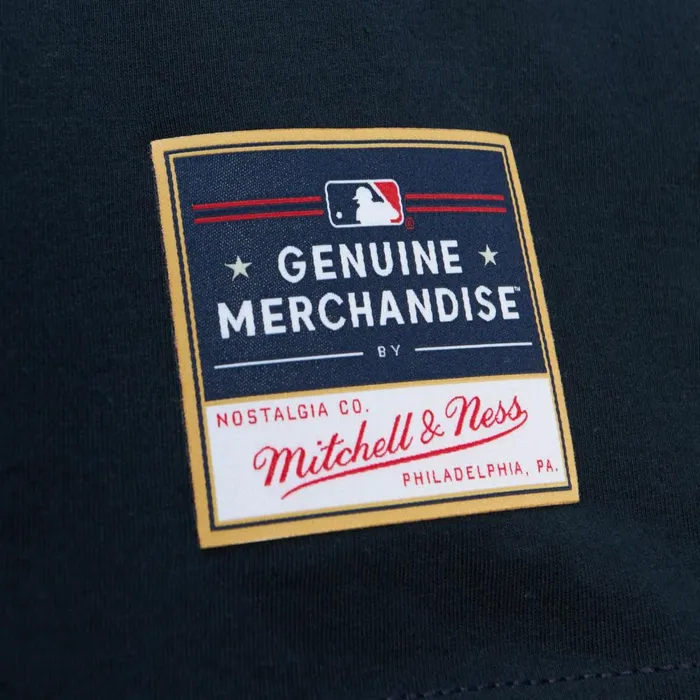 GENUINE
MERCHANDISE™
BY
NOSTALGIA CO.
Mitchell & Ness
PHILADELPHIA, PA.